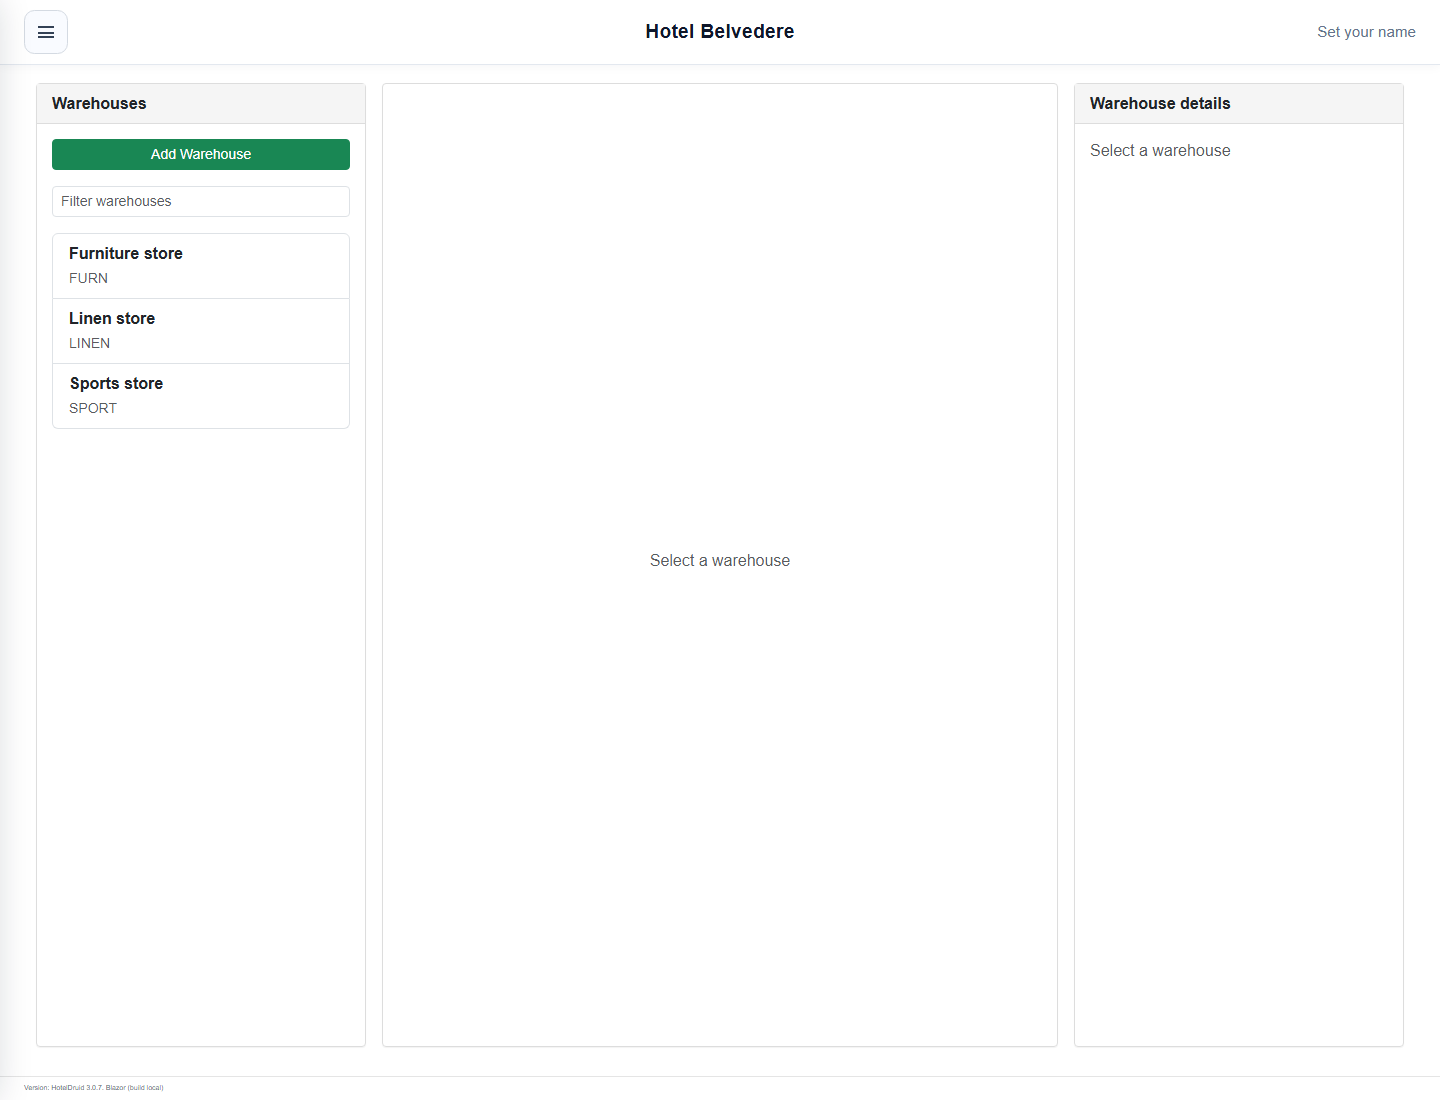 Hotel Belvedere
Set your name
Warehouses
Add Warehouse
Filter warehouses
Furniture store
FURN
Linen store
LINEN
Sports store
SPORT
Select a warehouse
Warehouse details
Select a warehouse
Version: HotelDruid 3.0.7. Blazor (build local)